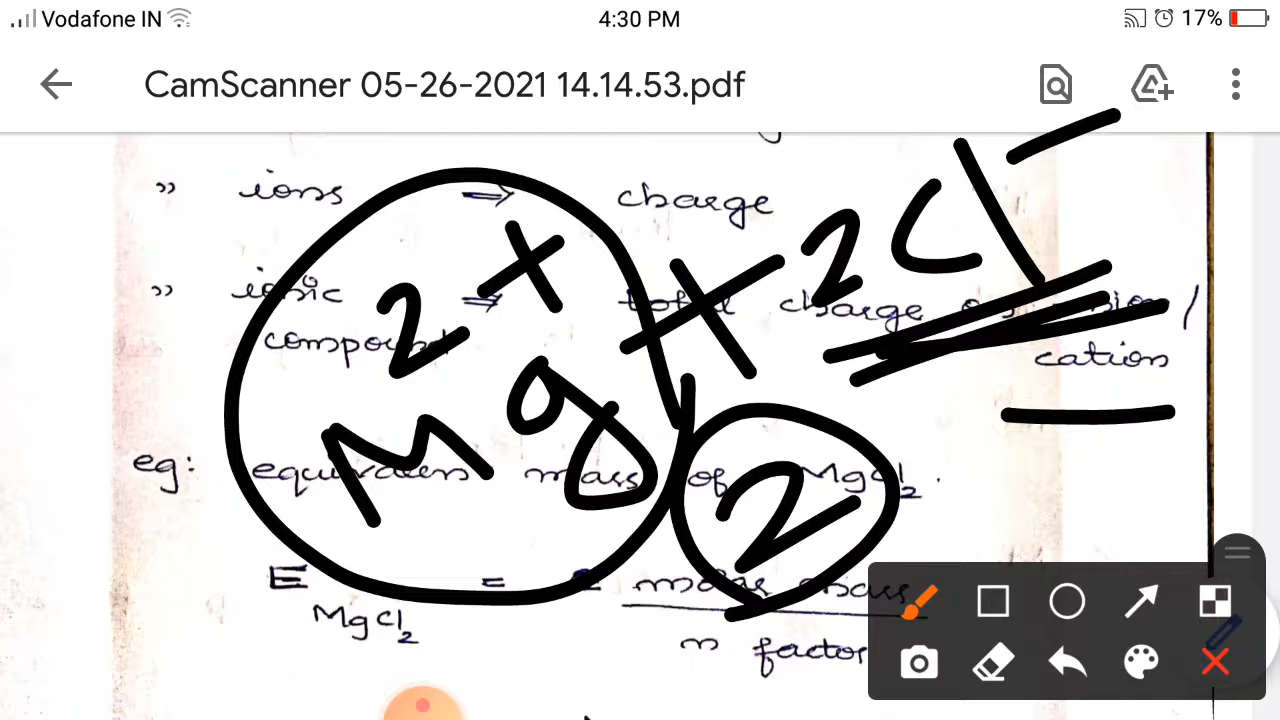 Vodafone IN 4:30 PM 17%
CamScanner 05-26-2021 14.14.53.pdf
" ions ⇒ charge
" ionic ⇒ total charge /
compound cation
Mg²⁺ + 2Cl⁻
2
eg: equivalent mass of MgCl₂.
E MgCl₂ = molar mass
n factor